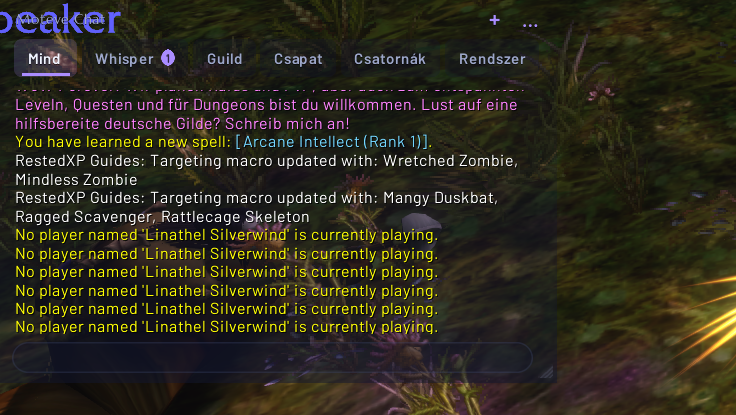 peaker
Moteve Chat
+ ...
Mind Whisper 1 Guild Csapat Csatornák Rendszer
Leveln, Questen und für Dungeons bist du willkommen. Lust auf eine
hilfsbereite deutsche Gilde? Schreib mich an!
You have learned a new spell: [Arcane Intellect (Rank 1)].
RestedXP Guides: Targeting macro updated with: Wretched Zombie,
Mindless Zombie
RestedXP Guides: Targeting macro updated with: Mangy Duskbat,
Ragged Scavenger, Rattlecage Skeleton
No player named 'Linathel Silverwind' is currently playing.
No player named 'Linathel Silverwind' is currently playing.
No player named 'Linathel Silverwind' is currently playing.
No player named 'Linathel Silverwind' is currently playing.
No player named 'Linathel Silverwind' is currently playing.
No player named 'Linathel Silverwind' is currently playing.